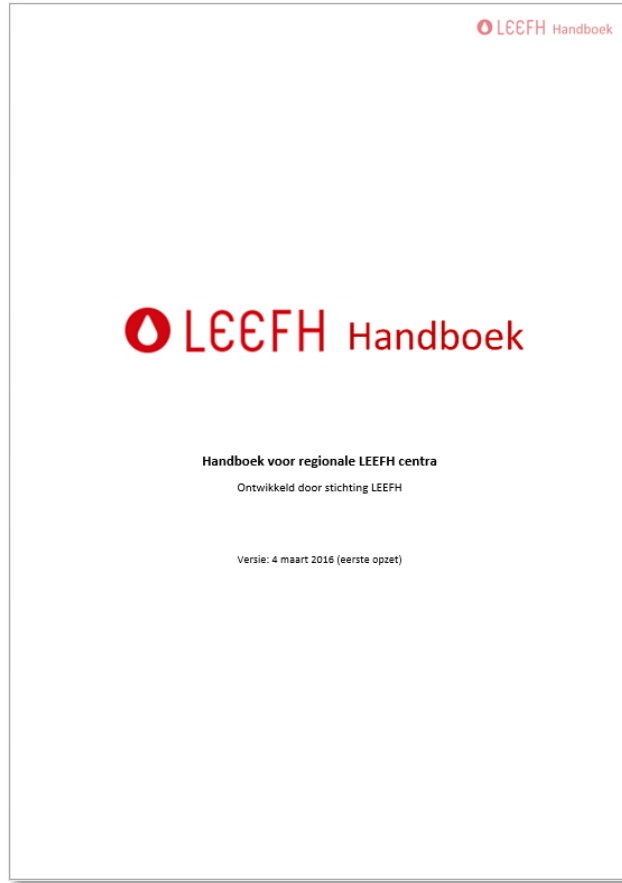 LEEFH Handboek
LEEFH Handboek
Handboek voor regionale LEEFH centra
Ontwikkeld door stichting LEEFH
Versie: 4 maart 2016 (eerste opzet)